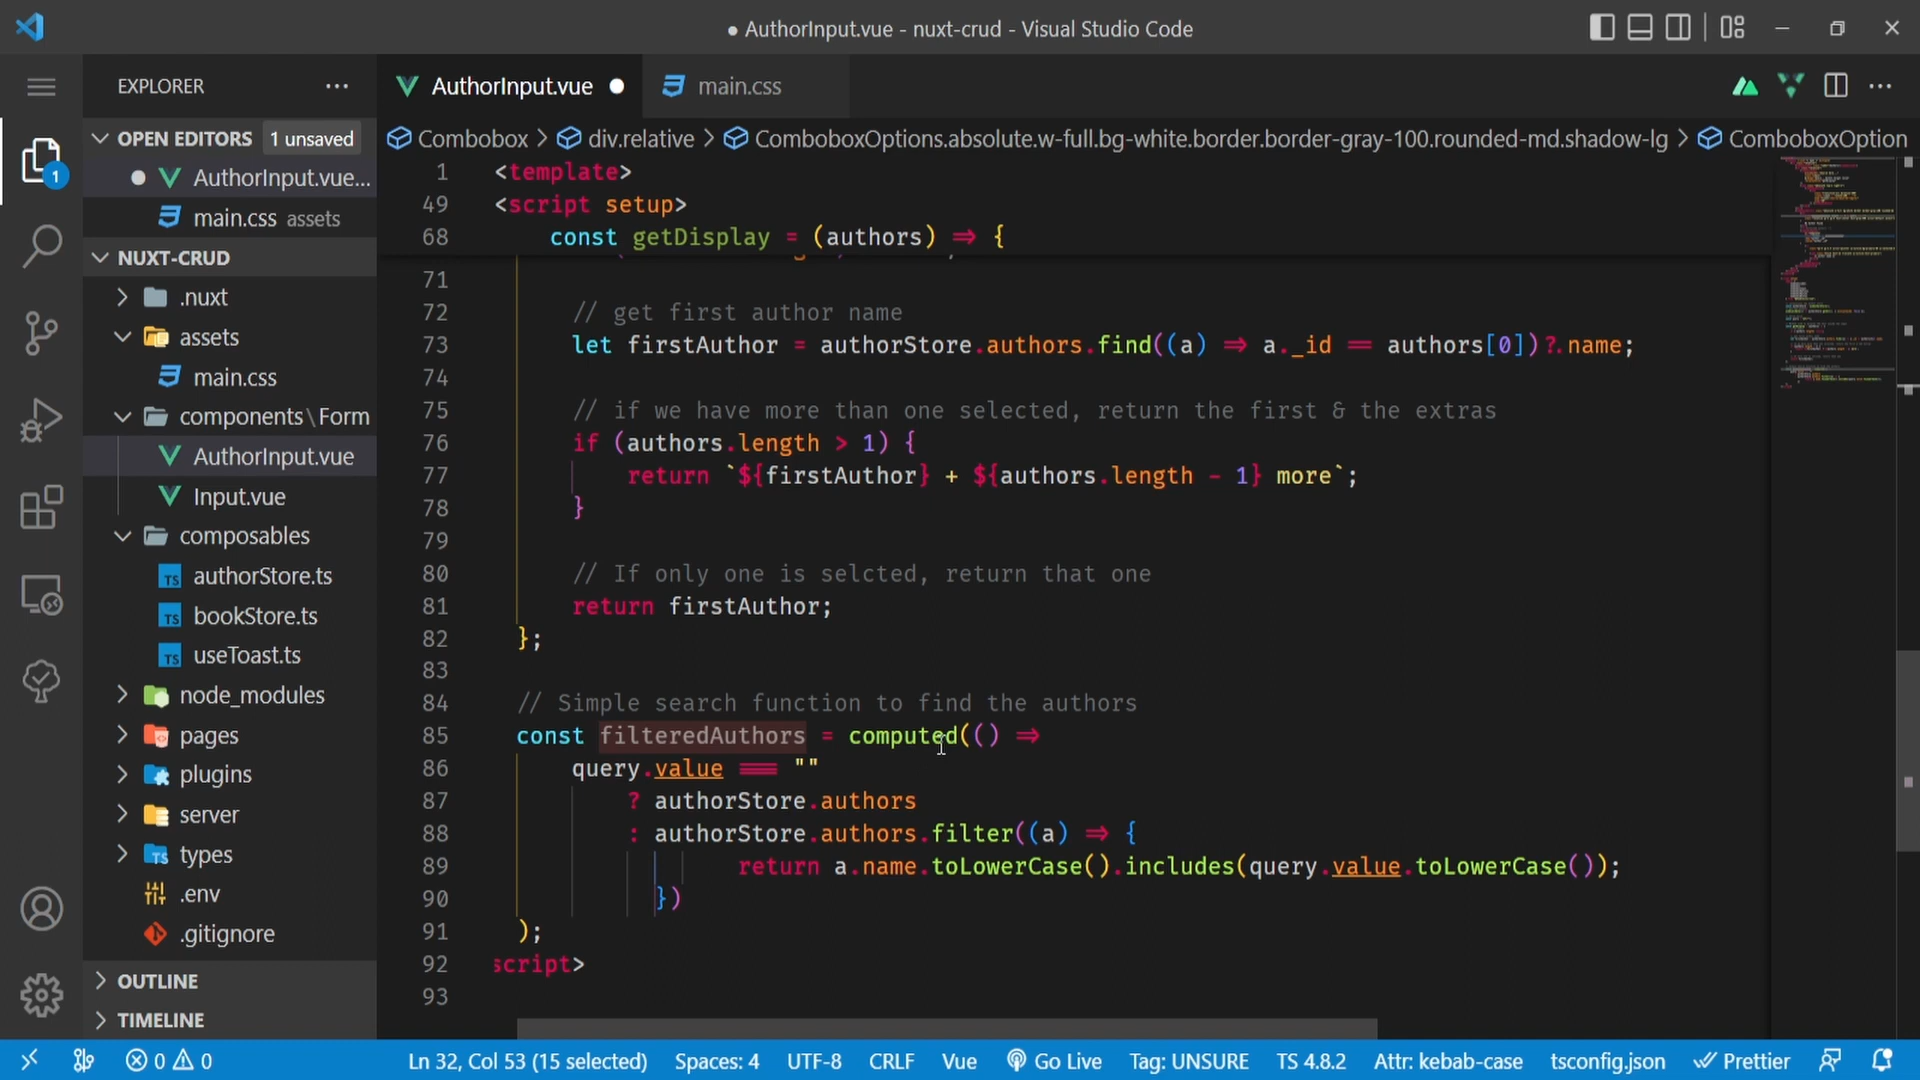 ● AuthorInput.vue - nuxt-crud - Visual Studio Code
EXPLORER
OPEN EDITORS 1 unsaved
AuthorInput.vue...
main.css assets
NUXT-CRUD
.nuxt
assets
main.css
components\Form
AuthorInput.vue
Input.vue
composables
TS authorStore.ts
TS bookStore.ts
TS useToast.ts
node_modules
pages
plugins
server
TS types
.env
.gitignore
OUTLINE
TIMELINE
1
AuthorInput.vue ●
main.css
Combobox > div.relative > ComboboxOptions.absolute.w-full.bg-white.border.border-gray-100.rounded-md.shadow-lg > ComboboxOption
1 <template>
49 <script setup>
68 const getDisplay = (authors) => {
71
72 // get first author name
73 let firstAuthor = authorStore.authors.find((a) => a._id == authors[0])?.name;
74
75 // if we have more than one selected, return the first & the extras
76 if (authors.length > 1) {
77 return `${firstAuthor} + ${authors.length - 1} more`;
78 }
79
80 // If only one is selcted, return that one
81 return firstAuthor;
82 };
83
84 // Simple search function to find the authors
85 const filteredAuthors = computed(() =>
86 query.value === ""
87 ? authorStore.authors
88 : authorStore.authors.filter((a) => {
89 return a.name.toLowerCase().includes(query.value.toLowerCase());
90 })
91 );
92 script>
93
0 0 Ln 32, Col 53 (15 selected) Spaces: 4 UTF-8 CRLF Vue Go Live Tag: UNSURE TS 4.8.2 Attr: kebab-case tsconfig.json Prettier